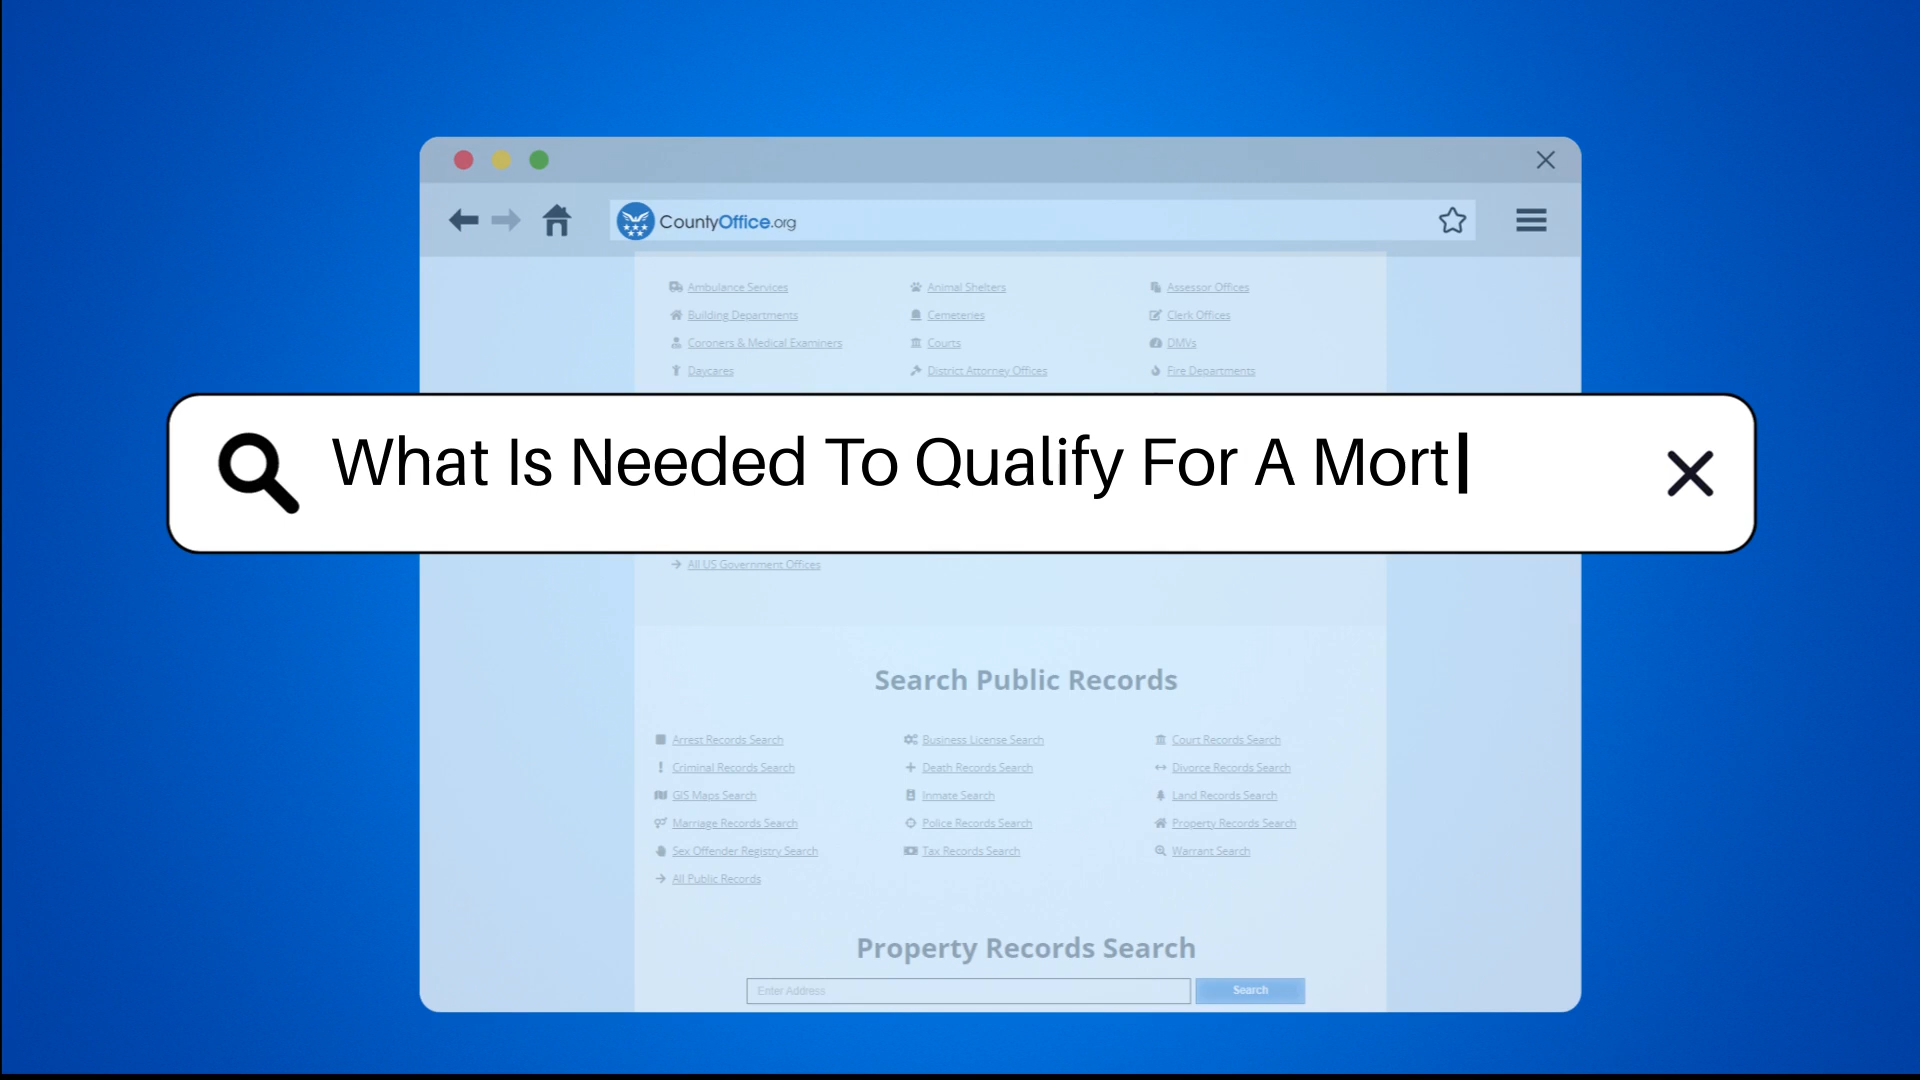 CountyOffice.org
Ambulance Services Animal Shelters Assessor Offices
Building Departments Cemeteries Clerk Offices
Coroners & Medical Examiners Courts DMVs
Daycares District Attorney Offices Fire Departments
What Is Needed To Qualify For A Mort
All US Government Offices
Search Public Records
Arrest Records Search Business License Search Court Records Search
Criminal Records Search Death Records Search Divorce Records Search
GIS Maps Search Inmate Search Land Records Search
Marriage Records Search Police Records Search Property Records Search
Sex Offender Registry Search Tax Records Search Warrant Search
All Public Records
Property Records Search
Enter Address Search